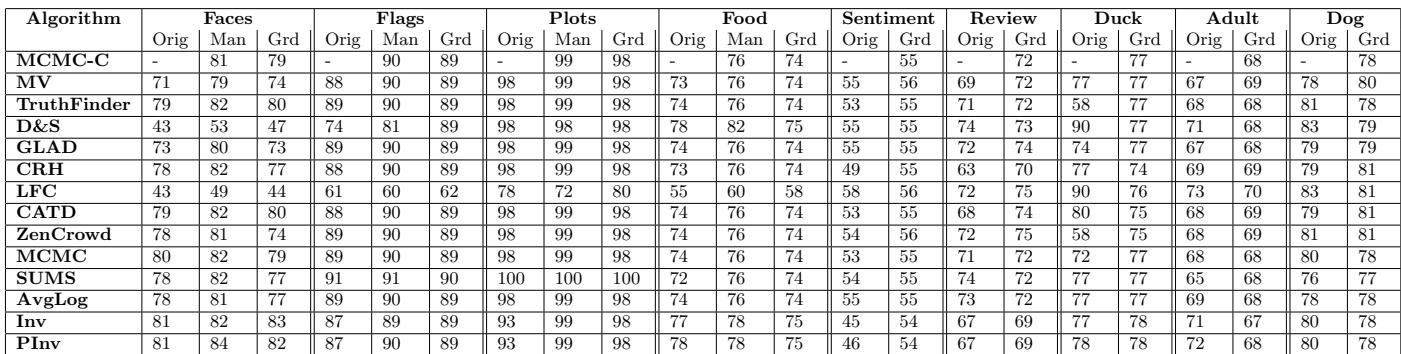 Algorithm Faces Flags Plots Food Sentiment Review Duck Adult Dog
Orig Man Grd Orig Man Grd Orig Man Grd Orig Man Grd Orig Grd Orig Grd Orig Grd Orig Grd Orig Grd
MCMC-C - 81 79 - 90 89 - 99 98 - 76 74 - 55 - 72 - 77 - 68 - 78
MV 71 79 74 88 90 89 98 99 98 73 76 74 55 56 69 72 77 77 67 69 78 80
TruthFinder 79 82 80 89 90 89 98 99 98 74 76 74 53 55 71 72 58 77 68 68 81 78
D&S 43 53 47 74 81 89 98 98 98 78 82 75 55 55 74 73 90 77 71 68 83 79
GLAD 73 80 73 89 90 89 98 99 98 74 76 74 55 55 72 74 74 77 67 68 79 79
CRH 78 82 77 88 90 89 98 99 98 73 76 74 49 55 63 70 77 74 69 69 79 81
LFC 43 49 44 61 60 62 78 72 80 55 60 58 58 56 72 75 90 76 73 70 83 81
CATD 79 82 80 88 90 89 98 99 98 74 76 74 53 55 68 74 80 75 68 69 79 81
ZenCrowd 78 81 74 89 90 89 98 99 98 74 76 74 54 56 72 75 58 75 68 69 81 81
MCMC 80 82 79 89 90 89 98 99 98 74 76 74 53 55 71 72 72 77 68 68 80 78
SUMS 78 82 77 91 91 90 100 100 100 72 76 74 54 55 74 72 77 77 65 68 76 77
AvgLog 78 81 77 89 90 89 98 99 98 74 76 74 55 55 73 72 77 77 69 68 78 78
Inv 81 82 83 87 89 89 93 99 98 77 78 75 45 54 67 69 77 78 71 67 80 78
PInv 81 84 82 87 90 89 93 99 98 78 78 75 46 54 67 69 78 78 72 68 80 78